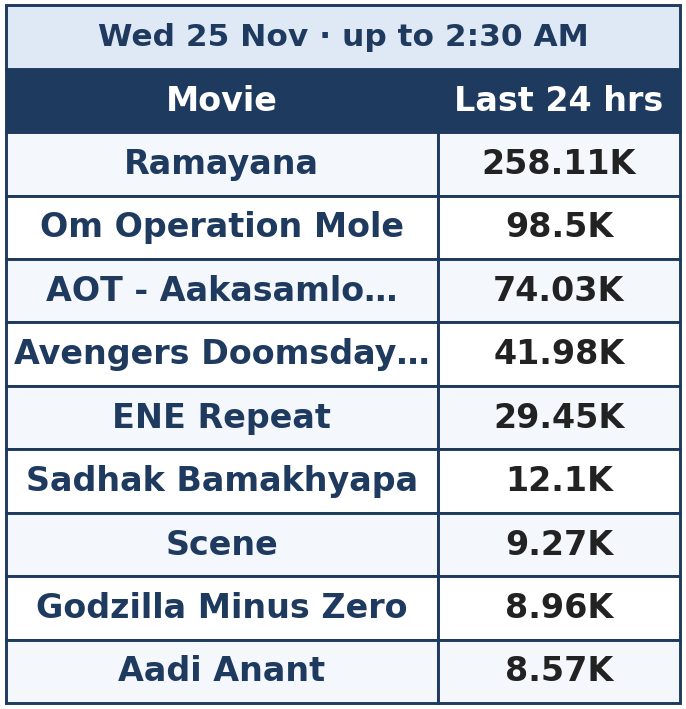 Wed 25 Nov · up to 2:30 AM
Movie Last 24 hrs
Ramayana 258.11K
Om Operation Mole 98.5K
AOT - Aakasamlo... 74.03K
Avengers Doomsday... 41.98K
ENE Repeat 29.45K
Sadhak Bamakhyapa 12.1K
Scene 9.27K
Godzilla Minus Zero 8.96K
Aadi Anant 8.57K